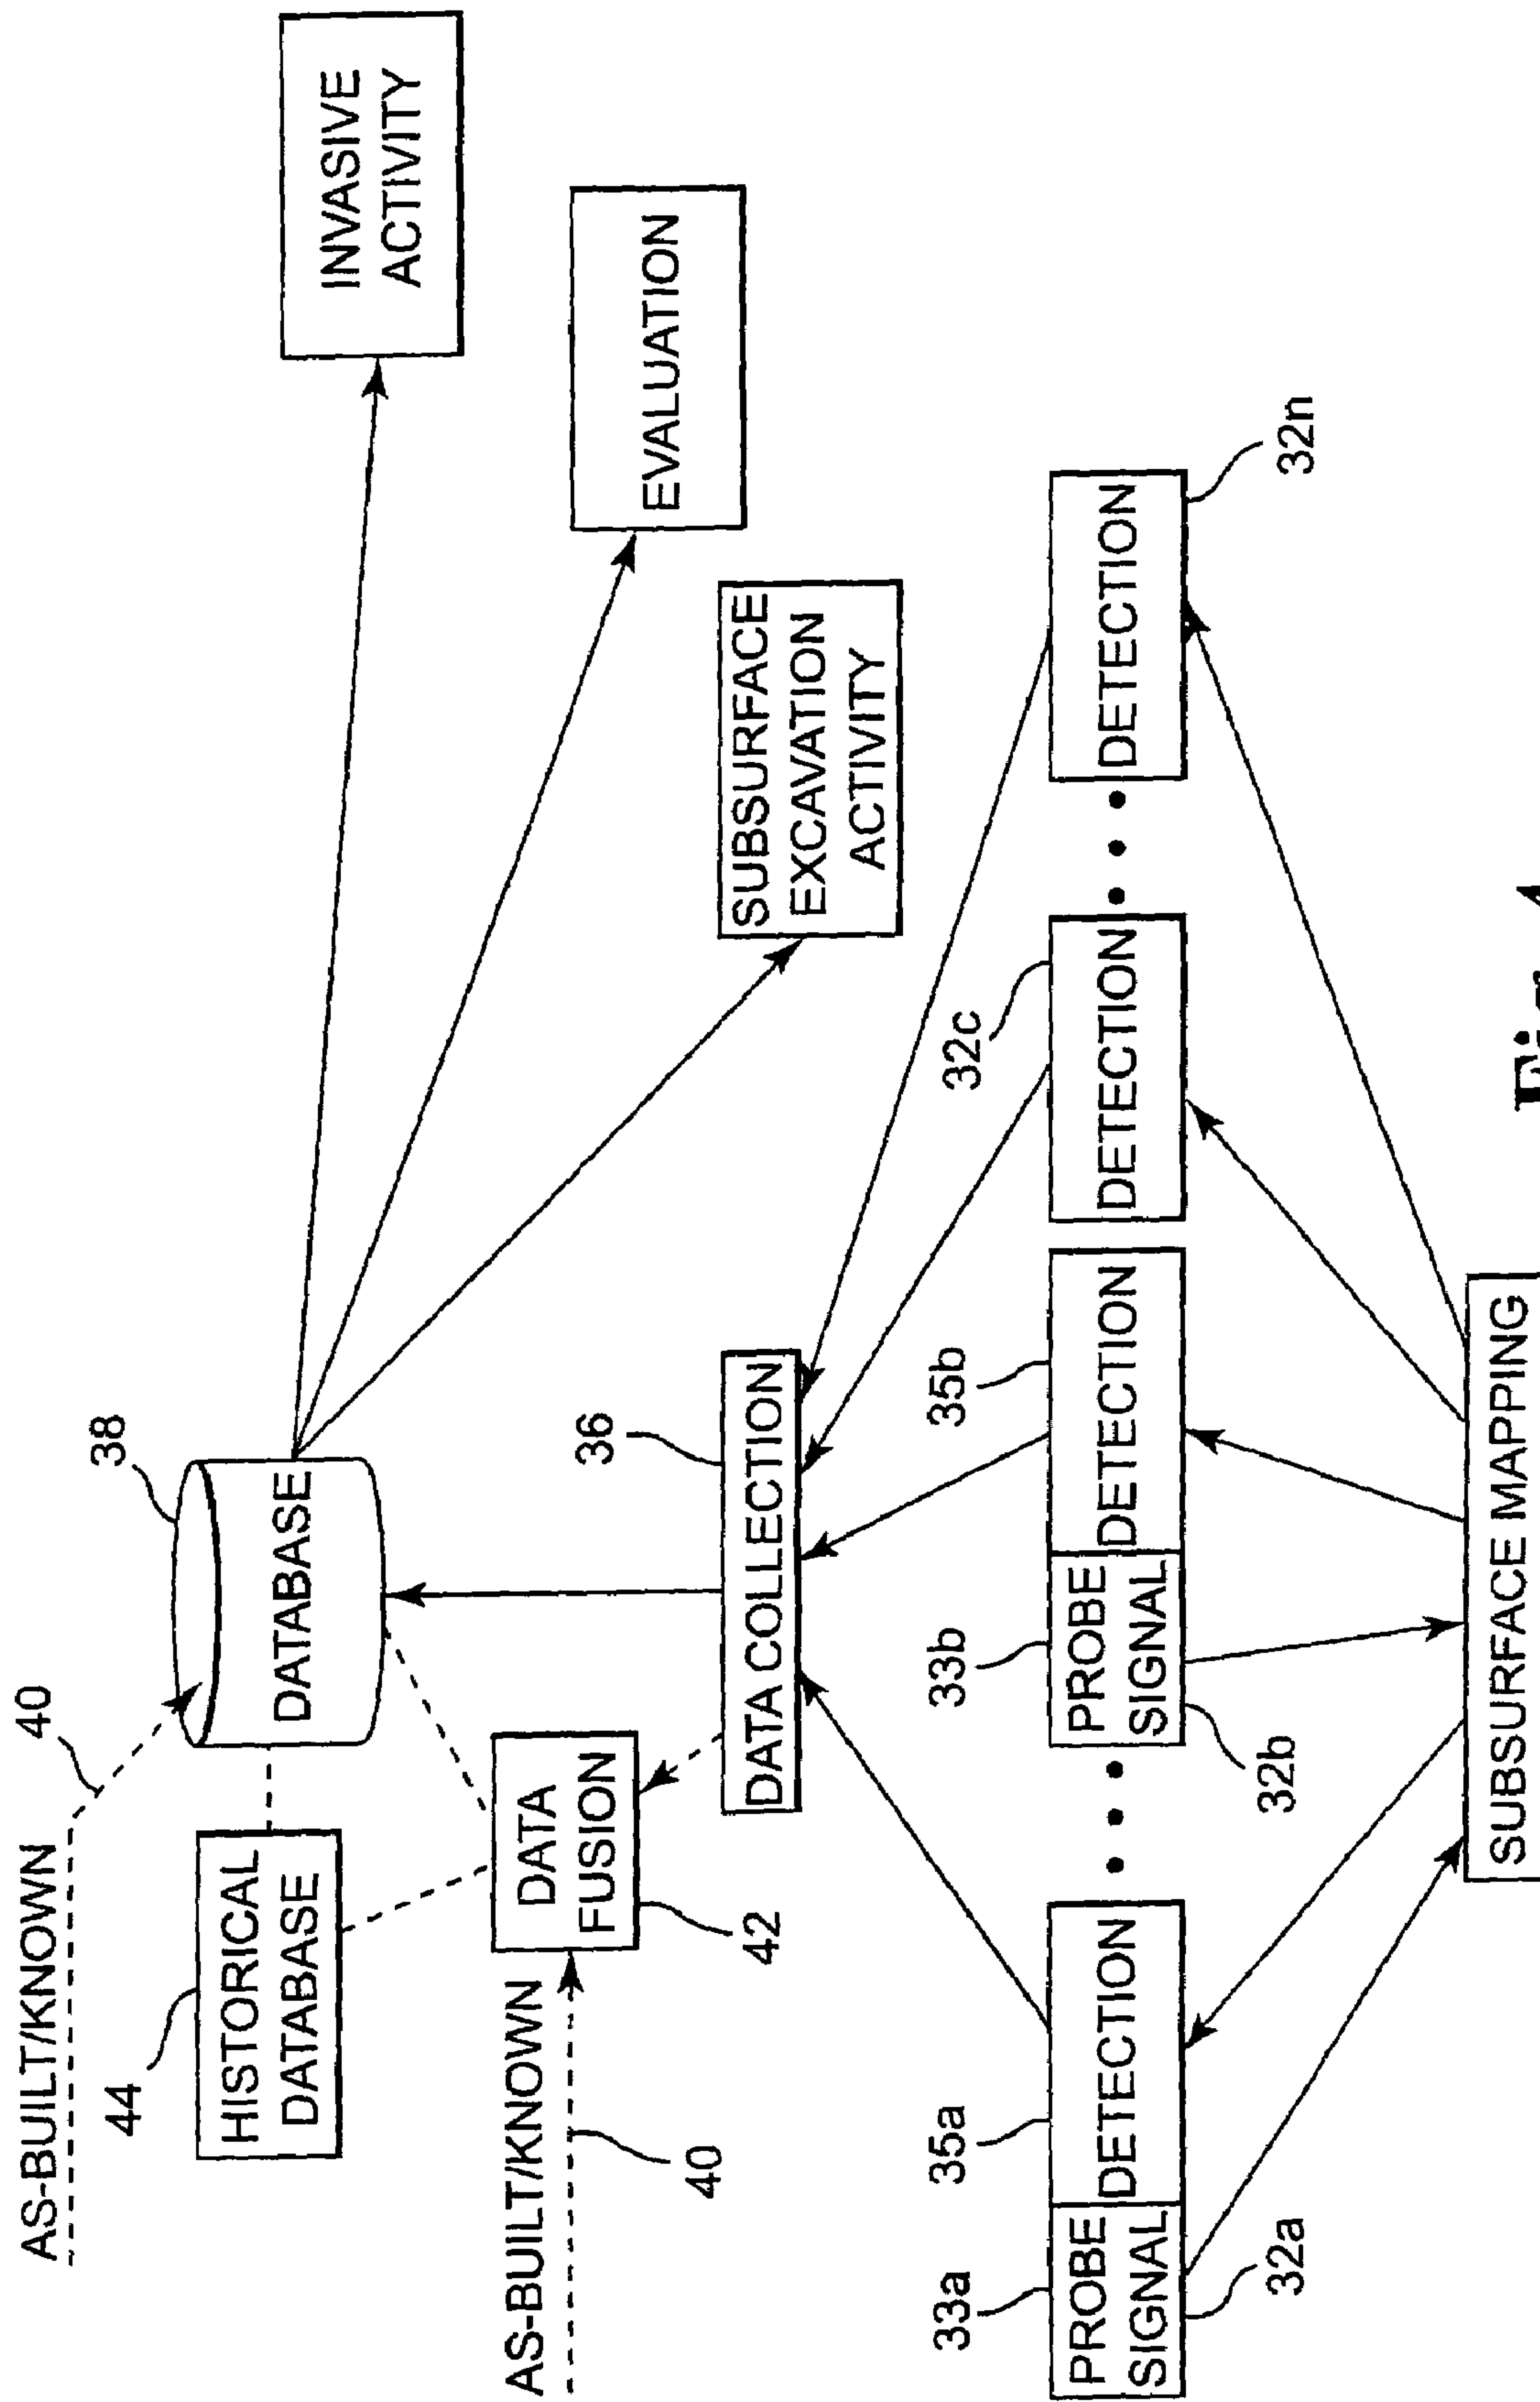 AS-BUILT/KNOWN
40
38
44
HISTORICAL
DATABASE
DATABASE
INVASIVE
ACTIVITY
AS-BUILT/KNOWN
40
DATA
FUSION
42
36
DATA COLLECTION
EVALUATION
SUBSURFACE
EXCAVATION
ACTIVITY
33a
35a
33b
35b
32c
PROBE
SIGNAL
DETECTION
PROBE
SIGNAL
DETECTION
DETECTION
DETECTION
32a
32b
32n
SUBSURFACE MAPPING